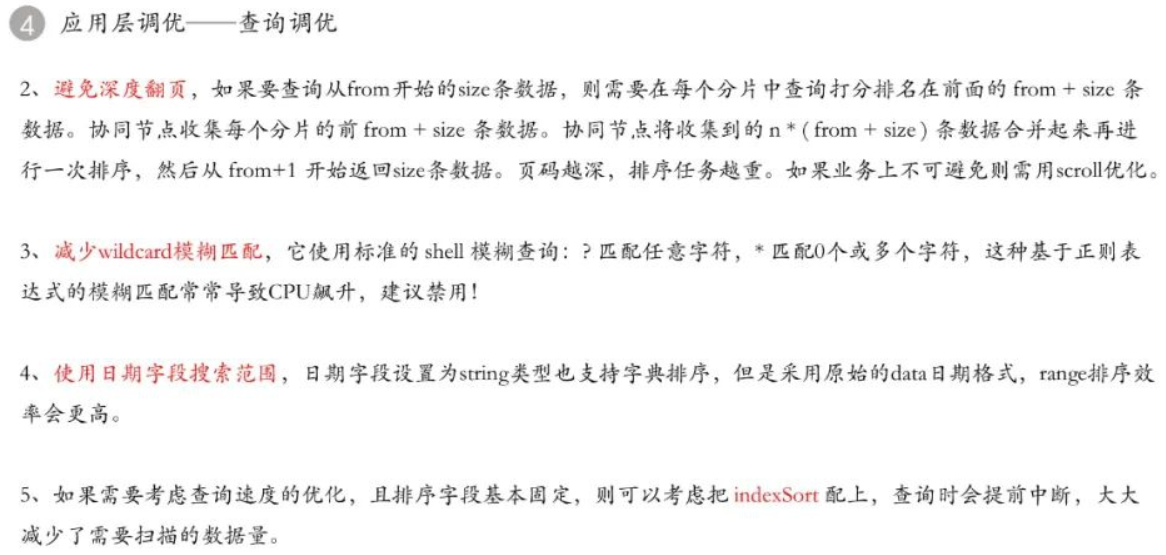 4 应用层调优——查询调优
2、避免深度翻页，如果要查询从from开始的size条数据，则需要在每个分片中查询打分排名在前面的 from + size 条
数据。协同节点收集每个分片的前 from + size 条数据。协同节点将收集到的 n * ( from + size ) 条数据合并起来再进
行一次排序，然后从 from+1 开始返回size条数据。页码越深，排序任务越重。如果业务上不可避免则需用scroll优化。
3、减少wildcard模糊匹配，它使用标准的 shell 模糊查询：? 匹配任意字符，* 匹配0个或多个字符，这种基于正则表
达式的模糊匹配常常导致CPU飙升，建议禁用！
4、使用日期字段搜索范围，日期字段设置为string类型也支持字典排序，但是采用原始的data日期格式，range排序效
率会更高。
5、如果需要考虑查询速度的优化，且排序字段基本固定，则可以考虑把 indexSort 配上，查询时会提前中断，大大
减少了需要扫描的数据量。